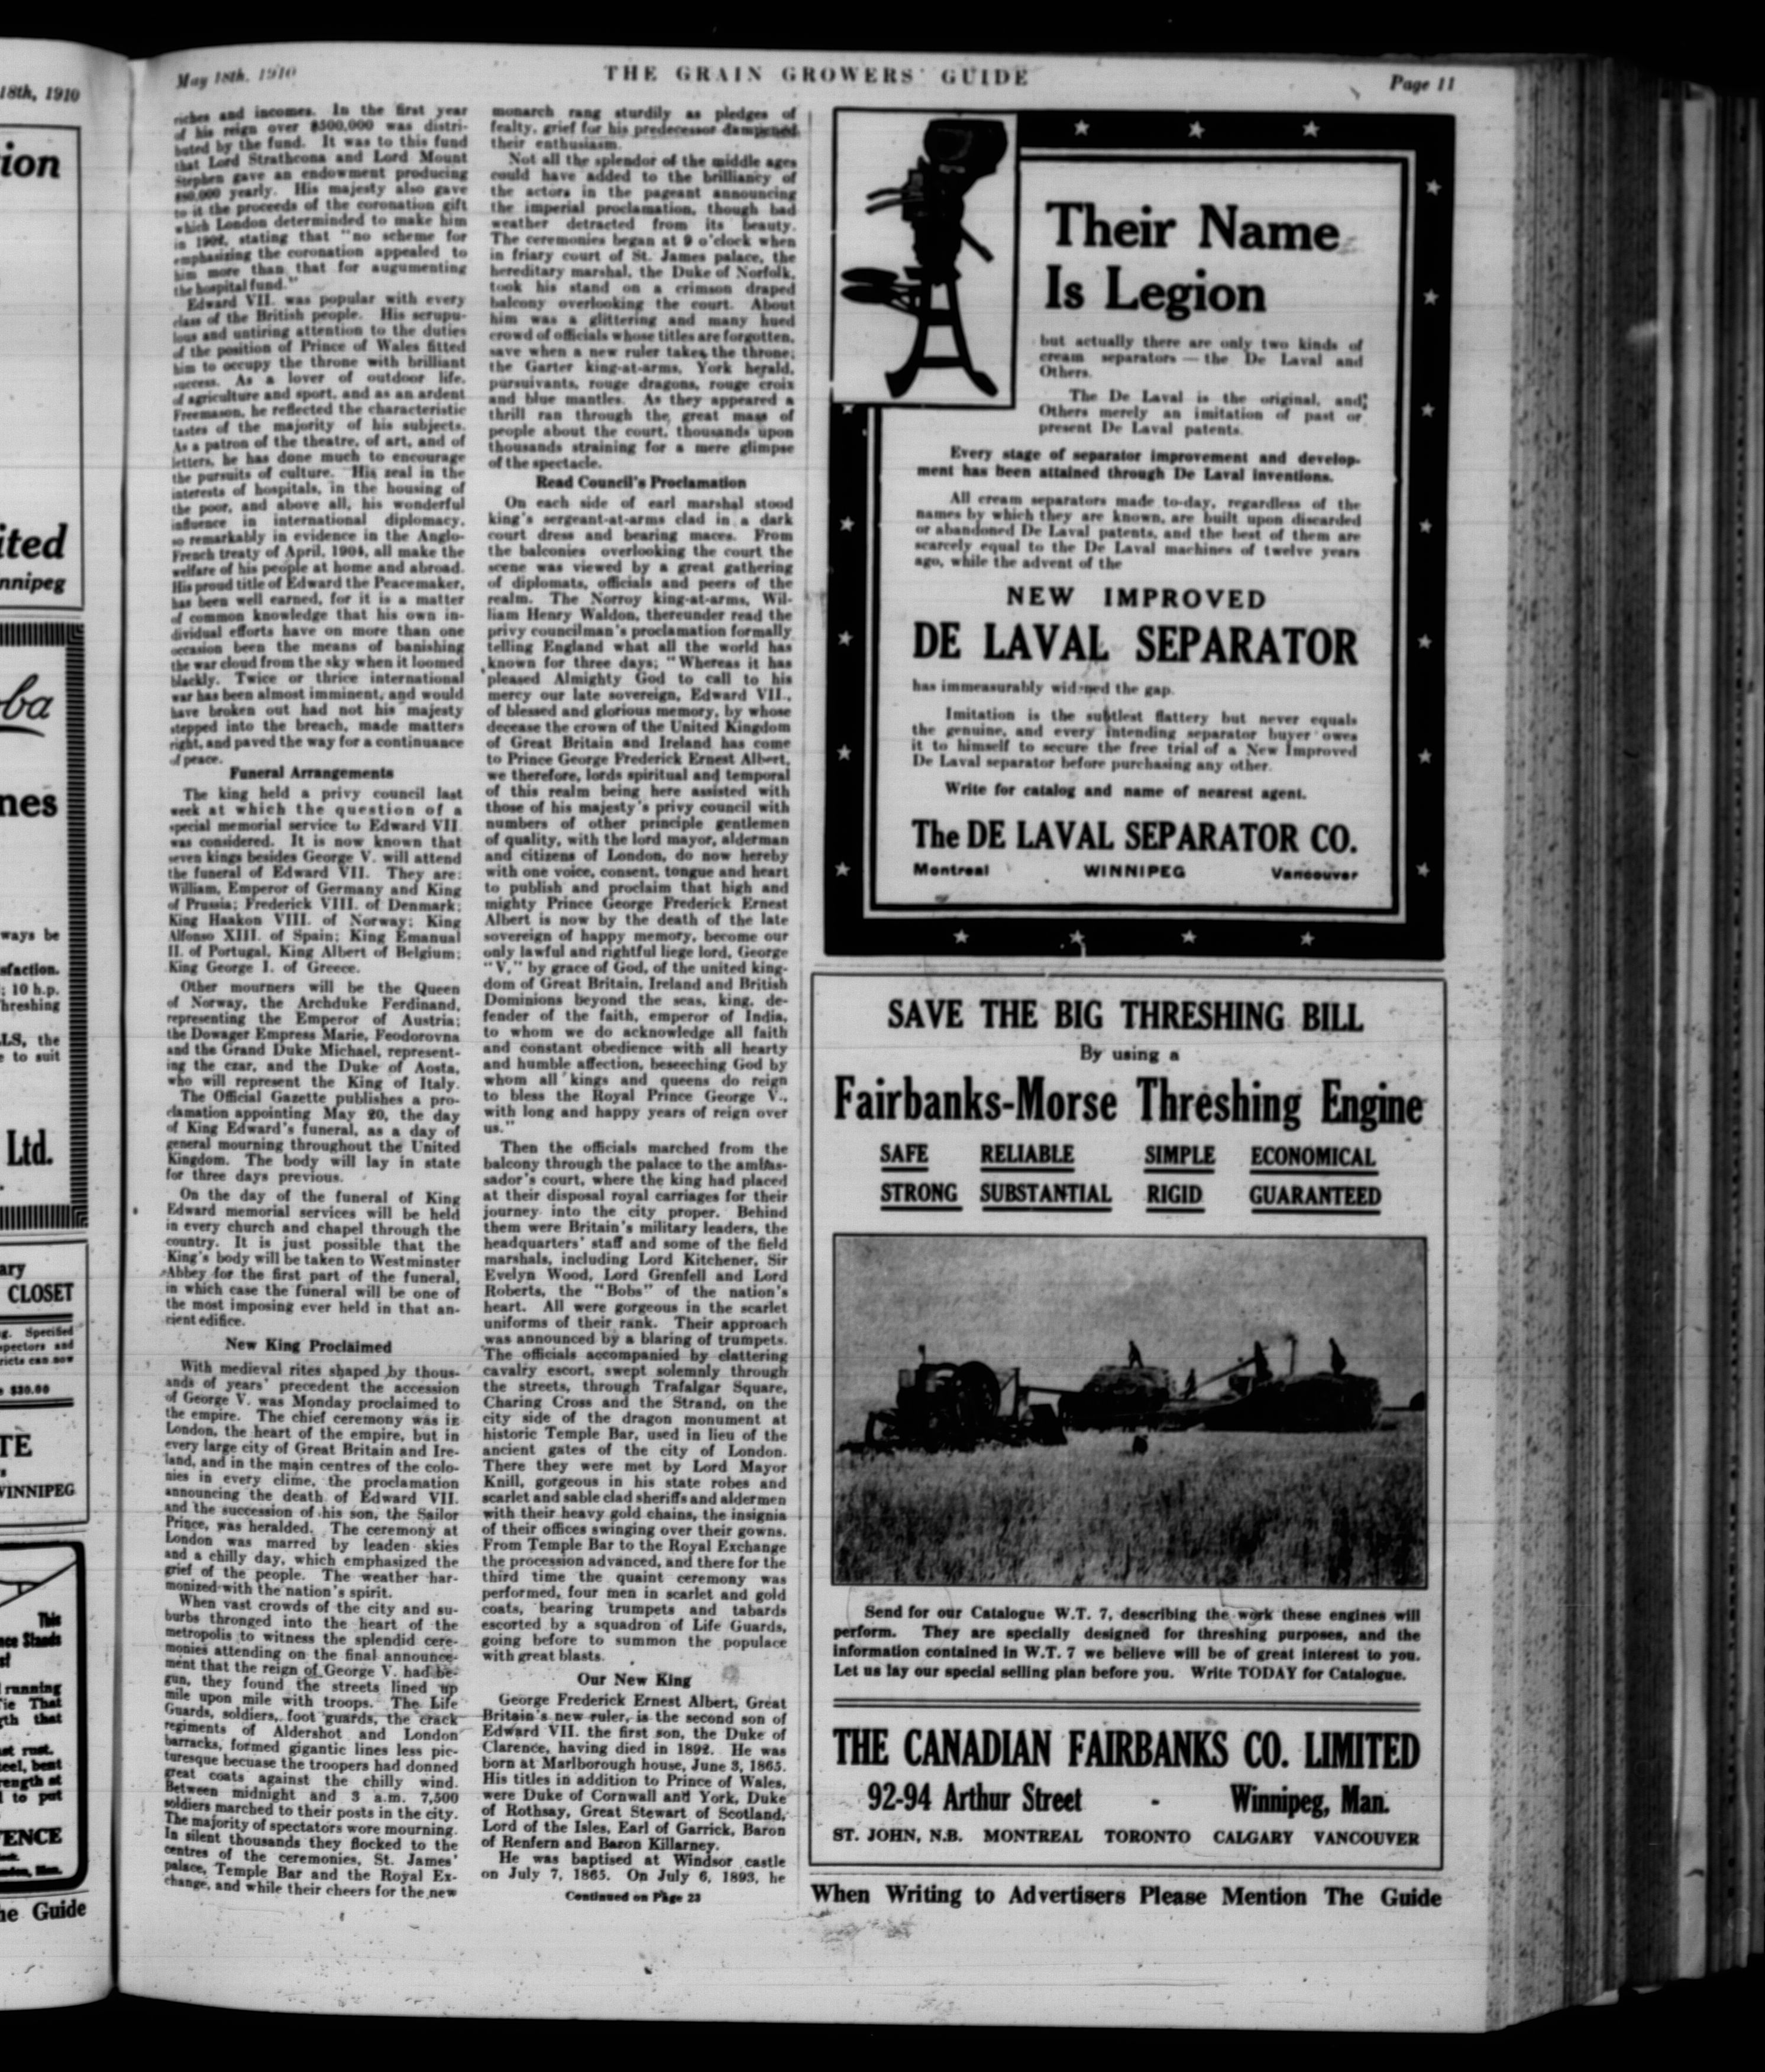 18th, 1910
ion
ited
nnipeg
ba
nes
ways be
sfaction.
; 10 h.p.
hreshing
LS, the
e to suit
Ltd.
ary
CLOSET
g. Specified
spectors and
ricts can now
$30.00
TE
WINNIPEG
This
nce Stands
running
Tie That
gth that
st rust.
teel, bent
rength at
l to put
ENCE
he Guide
May 18th, 1910
THE GRAIN GROWERS' GUIDE
Page 11
riches and incomes. In the first year
of his reign over $500,000 was distri-
buted by the fund. It was to this fund
that Lord Strathcona and Lord Mount
Stephen gave an endowment producing
yearly. His majesty also gave
to it the proceeds of the coronation gift
which London determinded to make him
in 1902, stating that "no scheme for
emphasizing the coronation appealed to
him more than that for augumenting
the hospital fund."
Edward VII. was popular with every
class of the British people. His scrupu-
lous and untiring attention to the duties
of the position of Prince of Wales fitted
him to occupy the throne with brilliant
success. As a lover of outdoor life,
of agriculture and sport, and as an ardent
Freemason, he reflected the characteristic
tastes of the majority of his subjects.
As a patron of the theatre, of art, and of
letters, he has done much to encourage
the pursuits of culture. His zeal in the
interests of hospitals, in the housing of
the poor, and above all, his wonderful
influence in international diplomacy,
so remarkably in evidence in the Anglo-
French treaty of April, 1904, all make the
welfare of his people at home and abroad.
His proud title of Edward the Peacemaker,
has been well earned, for it is a matter
of common knowledge that his own in-
dividual efforts have on more than one
occasion been the means of banishing
the war cloud from the sky when it loomed
blackly. Twice or thrice international
war has been almost imminent, and would
have broken out had not his majesty
stepped into the breach, made matters
right, and paved the way for a continuance
of peace.
Funeral Arrangements
The king held a privy council last
week at which the question of a
special memorial service to Edward VII.
was considered. It is now known that
seven kings besides George V. will attend
the funeral of Edward VII. They are:
William, Emperor of Germany and King
of Prussia; Frederick VIII. of Denmark;
King Haakon VIII. of Norway; King
Alfonso XIII. of Spain; King Emanual
II. of Portugal, King Albert of Belgium;
King George I. of Greece.
Other mourners will be the Queen
of Norway, the Archduke Ferdinand,
representing the Emperor of Austria;
the Dowager Empress Marie, Feodorovna
and the Grand Duke Michael, represent-
ing the czar, and the Duke of Aosta,
who will represent the King of Italy.
The Official Gazette publishes a pro-
clamation appointing May 20, the day
of King Edward's funeral, as a day of
general mourning throughout the United
Kingdom. The body will lay in state
for three days previous.
On the day of the funeral of King
Edward memorial services will be held
in every church and chapel through the
country. It is just possible that the
King's body will be taken to Westminster
Abbey for the first part of the funeral,
in which case the funeral will be one of
the most imposing ever held in that an-
cient edifice.
New King Proclaimed
With medieval rites shaped by thous-
ands of years' precedent the accession
of George V. was Monday proclaimed to
the empire. The chief ceremony was in
London, the heart of the empire, but in
every large city of Great Britain and Ire-
land, and in the main centres of the colo-
nies in every clime, the proclamation
announcing the death of Edward VII.
and the succession of his son, the Sailor
Prince, was heralded. The ceremony at
London was marred by leaden skies
and a chilly day, which emphasized the
grief of the people. The weather har-
monized with the nation's spirit.
When vast crowds of the city and su-
burbs thronged into the heart of the
metropolis to witness the splendid cere-
monies attending on the final announce-
ment that the reign of George V. had be-
gun, they found the streets lined up
mile upon mile with troops. The Life
Guards, soldiers, foot guards, the crack
regiments of Aldershot and London
barracks, formed gigantic lines less pic-
turesque becuase the troopers had donned
great coats against the chilly wind.
Between midnight and 3 a.m. 7,500
soldiers marched to their posts in the city.
The majority of spectators wore mourning.
In silent thousands they flocked to the
centres of the ceremonies, St. James'
palace, Temple Bar and the Royal Ex-
change, and while their cheers for the new
monarch rang sturdily as pledges of
fealty, grief for his predecessor dampened
their enthusiasm.
Not all the splendor of the middle ages
could have added to the brilliancy of
the actors in the pageant announcing
the imperial proclamation, though bad
weather detracted from its beauty.
The ceremonies began at 9 o'clock when
in friary court of St. James palace, the
hereditary marshal, the Duke of Norfolk,
took his stand on a crimson draped
balcony overlooking the court. About
him was a glittering and many hued
crowd of officials whose titles are forgotten,
save when a new ruler takes the throne;
the Garter king-at-arms, York herald,
pursuivants, rouge dragons, rouge croix
and blue mantles. As they appeared a
thrill ran through the great mass of
people about the court, thousands upon
thousands straining for a mere glimpse
of the spectacle.
Read Council's Proclamation
On each side of earl marshal stood
king's sergeant-at-arms clad in a dark
court dress and bearing maces. From
the balconies overlooking the court the
scene was viewed by a great gathering
of diplomats, officials and peers of the
realm. The Norroy king-at-arms, Wil-
liam Henry Waldon, thereunder read the
privy councilman's proclamation formally
telling England what all the world has
known for three days; "Whereas it has
pleased Almighty God to call to his
mercy our late sovereign, Edward VII.,
of blessed and glorious memory, by whose
decease the crown of the United Kingdom
of Great Britain and Ireland has come
to Prince George Frederick Ernest Albert,
we therefore, lords spiritual and temporal
of this realm being here assisted with
those of his majesty's privy council with
numbers of other principle gentlemen
of quality, with the lord mayor, alderman
and citizens of London, do now hereby
with one voice, consent, tongue and heart
to publish and proclaim that high and
mighty Prince George Frederick Ernest
Albert is now by the death of the late
sovereign of happy memory, become our
only lawful and rightful liege lord, George
"V," by grace of God, of the united king-
dom of Great Britain, Ireland and British
Dominions beyond the seas, king, de-
fender of the faith, emperor of India,
to whom we do acknowledge all faith
and constant obedience with all hearty
and humble affection, beseeching God by
whom all kings and queens do reign
to bless the Royal Prince George V.,
with long and happy years of reign over
us."
Then the officials marched from the
balcony through the palace to the ambas-
sador's court, where the king had placed
at their disposal royal carriages for their
journey into the city proper. Behind
them were Britain's military leaders, the
headquarters' staff and some of the field
marshals, including Lord Kitchener, Sir
Evelyn Wood, Lord Grenfell and Lord
Roberts, the "Bobs" of the nation's
heart. All were gorgeous in the scarlet
uniforms of their rank. Their approach
was announced by a blaring of trumpets.
The officials accompanied by clattering
cavalry escort, swept solemnly through
the streets, through Trafalgar Square,
Charing Cross and the Strand, on the
city side of the dragon monument at
historic Temple Bar, used in lieu of the
ancient gates of the city of London.
There they were met by Lord Mayor
Knill, gorgeous in his state robes and
scarlet and sable clad sheriffs and aldermen
with their heavy gold chains, the insignia
of their offices swinging over their gowns.
From Temple Bar to the Royal Exchange
the procession advanced, and there for the
third time the quaint ceremony was
performed, four men in scarlet and gold
coats, bearing trumpets and tabards
escorted by a squadron of Life Guards,
going before to summon the populace
with great blasts.
Our New King
George Frederick Ernest Albert, Great
Britain's new ruler, is the second son of
Edward VII. the first son, the Duke of
Clarence, having died in 1892. He was
born at Marlborough house, June 3, 1865.
His titles in addition to Prince of Wales,
were Duke of Cornwall and York, Duke
of Rothsay, Great Stewart of Scotland,
Lord of the Isles, Earl of Garrick, Baron
of Renfern and Baron Killarney.
He was baptised at Windsor castle
on July 7, 1865. On July 6, 1893, he
Continued on Page 23
Their Name
Is Legion
but actually there are only two kinds of
cream separators — the De Laval and
Others.
The De Laval is the original, and
Others merely an imitation of past or
present De Laval patents.
Every stage of separator improvement and develop-
ment has been attained through De Laval inventions.
All cream separators made to-day, regardless of the
names by which they are known, are built upon discarded
or abandoned De Laval patents, and the best of them are
scarcely equal to the De Laval machines of twelve years
ago, while the advent of the
NEW IMPROVED
DE LAVAL SEPARATOR
has immeasurably widened the gap.
Imitation is the subtlest flattery but never equals
the genuine, and every intending separator buyer owes
it to himself to secure the free trial of a New Improved
De Laval separator before purchasing any other.
Write for catalog and name of nearest agent.
The DE LAVAL SEPARATOR CO.
Montreal WINNIPEG Vancouver
SAVE THE BIG THRESHING BILL
By using a
Fairbanks-Morse Threshing Engine
SAFE RELIABLE SIMPLE ECONOMICAL
STRONG SUBSTANTIAL RIGID GUARANTEED
Send for our Catalogue W.T. 7, describing the work these engines will
perform. They are specially designed for threshing purposes, and the
information contained in W.T. 7 we believe will be of great interest to you.
Let us lay our special selling plan before you. Write TODAY for Catalogue.
THE CANADIAN FAIRBANKS CO. LIMITED
92-94 Arthur Street - Winnipeg, Man.
ST. JOHN, N.B. MONTREAL TORONTO CALGARY VANCOUVER
When Writing to Advertisers Please Mention The Guide